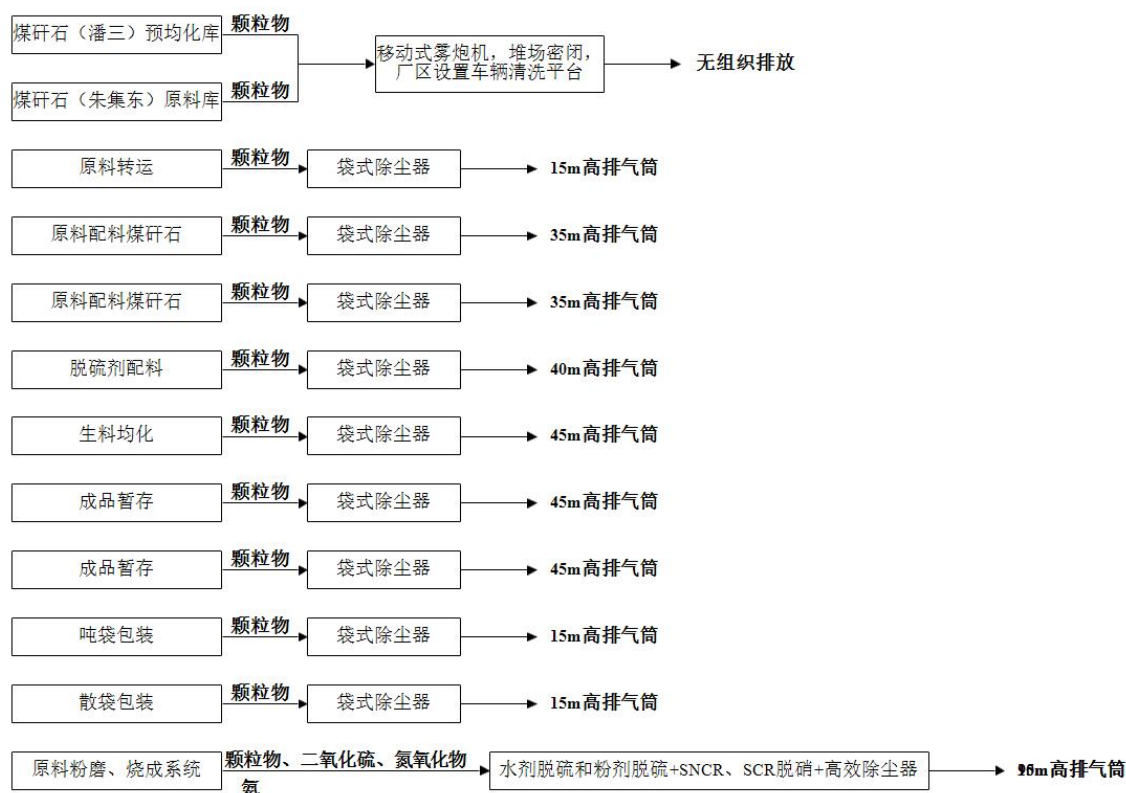 煤矸石（潘三）预均化库
颗粒物
煤矸石（朱集东）原料库
颗粒物
移动式雾炮机，堆场密闭，
厂区设置车辆清洗平台
无组织排放
原料转运
颗粒物
袋式除尘器
15m高排气筒
原料配料煤矸石
颗粒物
袋式除尘器
35m高排气筒
原料配料煤矸石
颗粒物
袋式除尘器
35m高排气筒
脱硫剂配料
颗粒物
袋式除尘器
40m高排气筒
生料均化
颗粒物
袋式除尘器
45m高排气筒
成品暂存
颗粒物
袋式除尘器
45m高排气筒
成品暂存
颗粒物
袋式除尘器
45m高排气筒
吨袋包装
颗粒物
袋式除尘器
15m高排气筒
散袋包装
颗粒物
袋式除尘器
15m高排气筒
原料粉磨、烧成系统
颗粒物、二氧化硫、氮氧化物
氨
水剂脱硫和粉剂脱硫+SNCR、SCR脱硝+高效除尘器
高排气筒